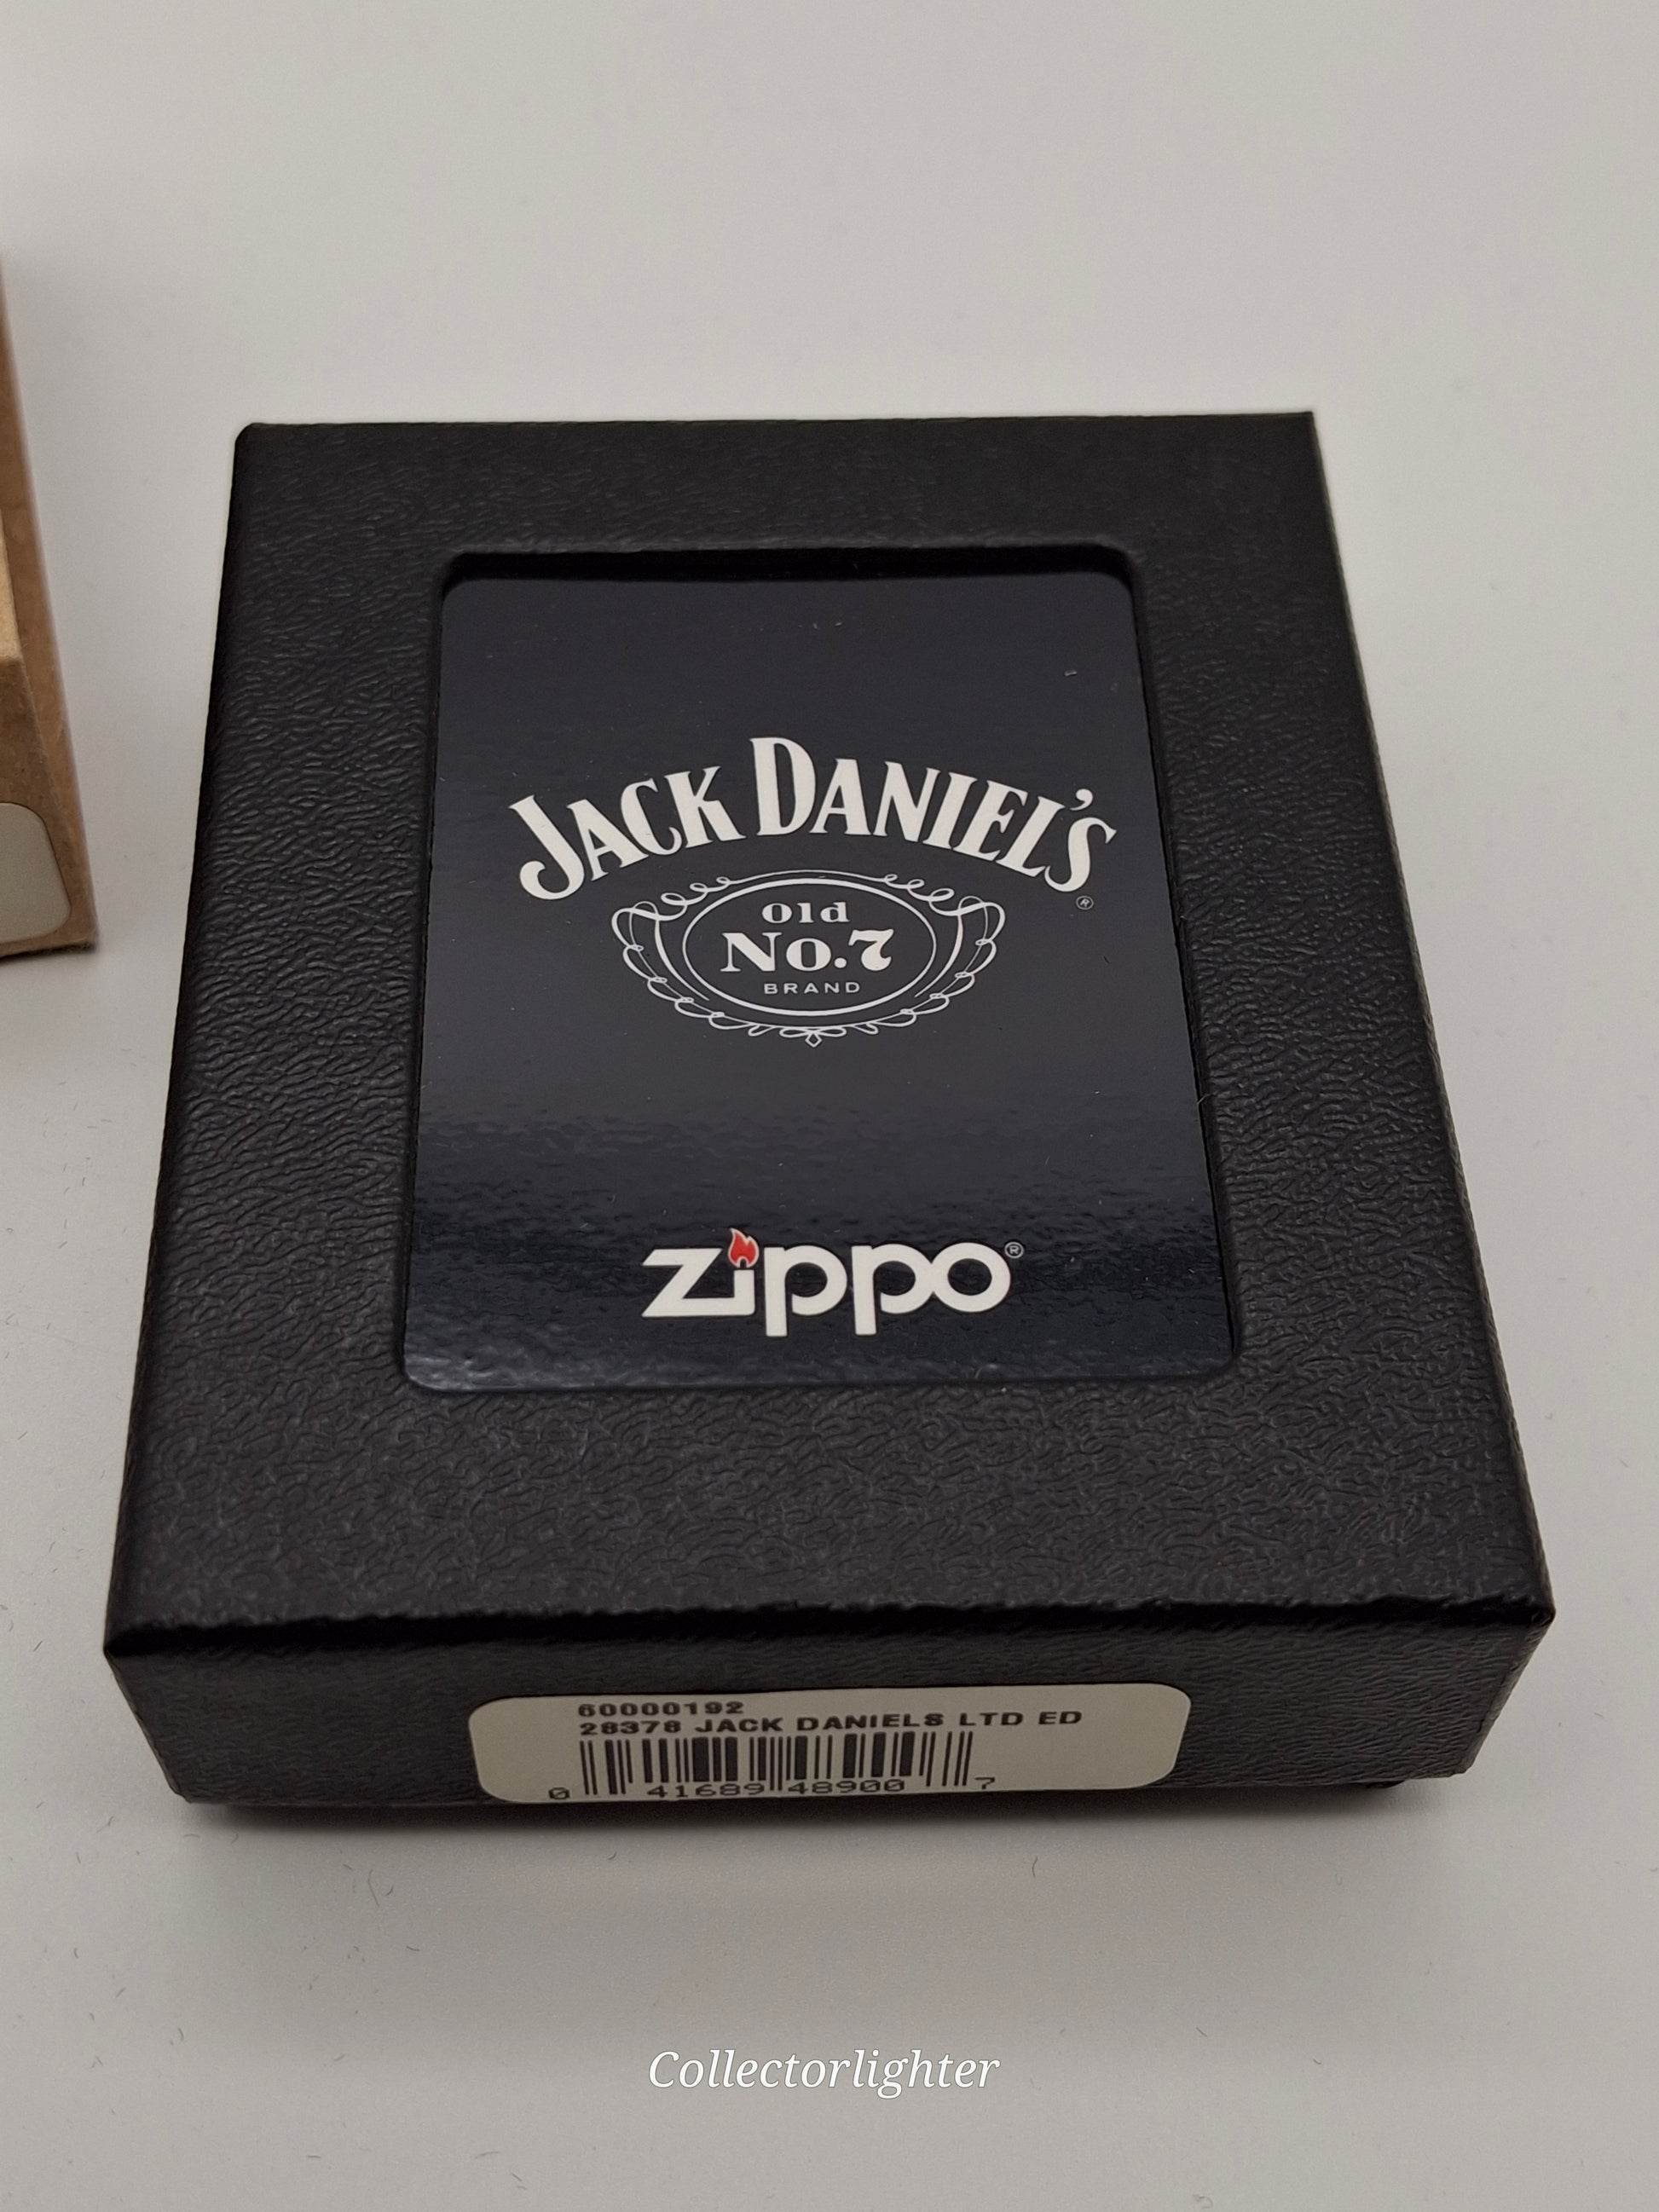 JACK DANIEL'S®
Old
No.7
BRAND
zippo®
60000192
28378 JACK DANIELS LTD ED
0 41689 48900 7
Collectorlighter